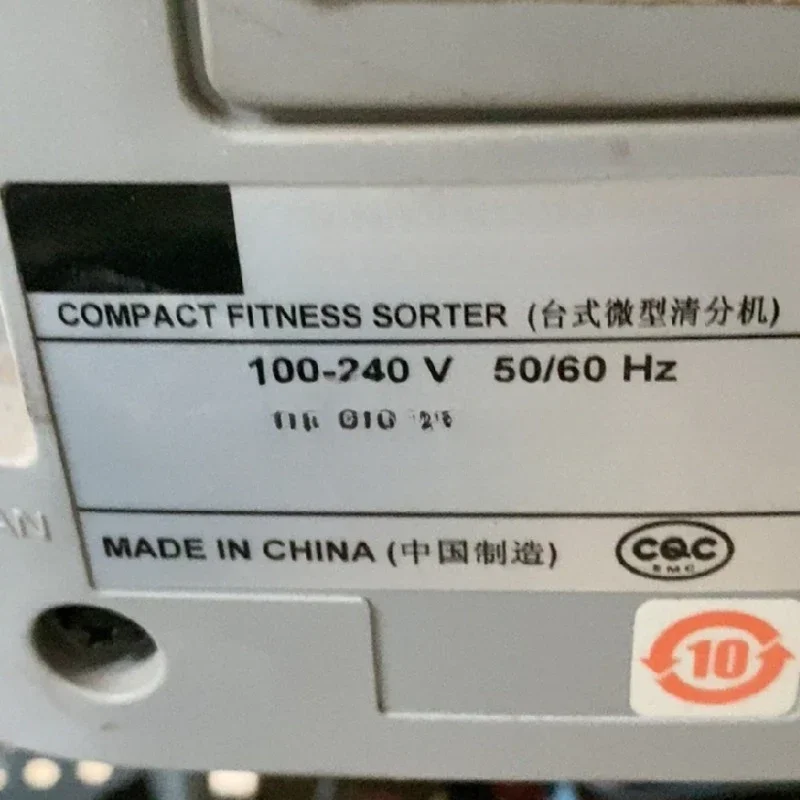 COMPACT FITNESS SORTER (台式微型清分机)
100-240 V 50/60 Hz
MADE IN CHINA (中国制造)
CQC
EMC
10